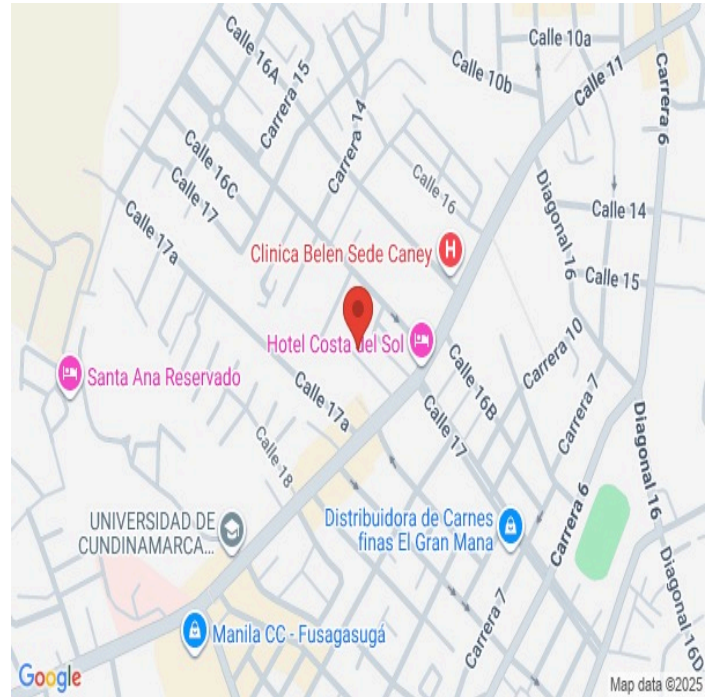 Calle 16A
Carrera 15
Calle 10a
Calle 10b
Calle 11
Carrera 6
Carrera 14
Calle 16C
Calle 17
Calle 16
Calle 17a
Clinica Belen Sede Caney
H
Diagonal 16
Calle 14
Calle 15
Hotel Costa del Sol
Santa Ana Reservado
Calle 17a
Calle 18
Calle 16B
Calle 17
Carrera 10
Carrera 7
Carrera 6
Diagonal 16
UNIVERSIDAD DE
CUNDINAMARCA...
Distribuidora de Carnes
finas El Gran Mana
Carrera 7
Manila CC - Fusagasugá
Diagonal 16D
Google
Map data ©2025